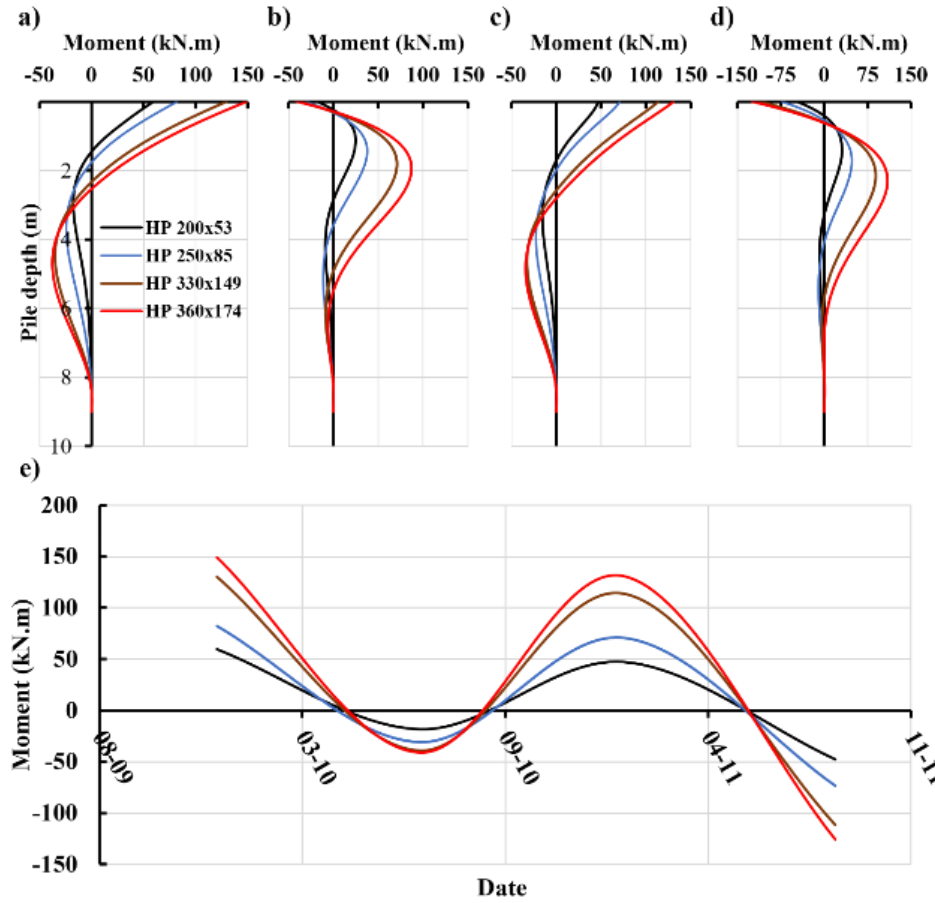 a) b) c) d)
Moment (kN.m) Moment (kN.m) Moment (kN.m) Moment (kN.m)
-50 0 50 100 150 -50 0 50 100 150 -50 0 50 100 150 -150 -75 0 75 150
Pile depth (m)
2
4
6
8
10
HP 200x53
HP 250x85
HP 330x149
HP 360x174
e)
Moment (kN.m)
200
150
100
50
0
-50
-100
-150
08-09 03-10 09-10 04-11 11-11
Date